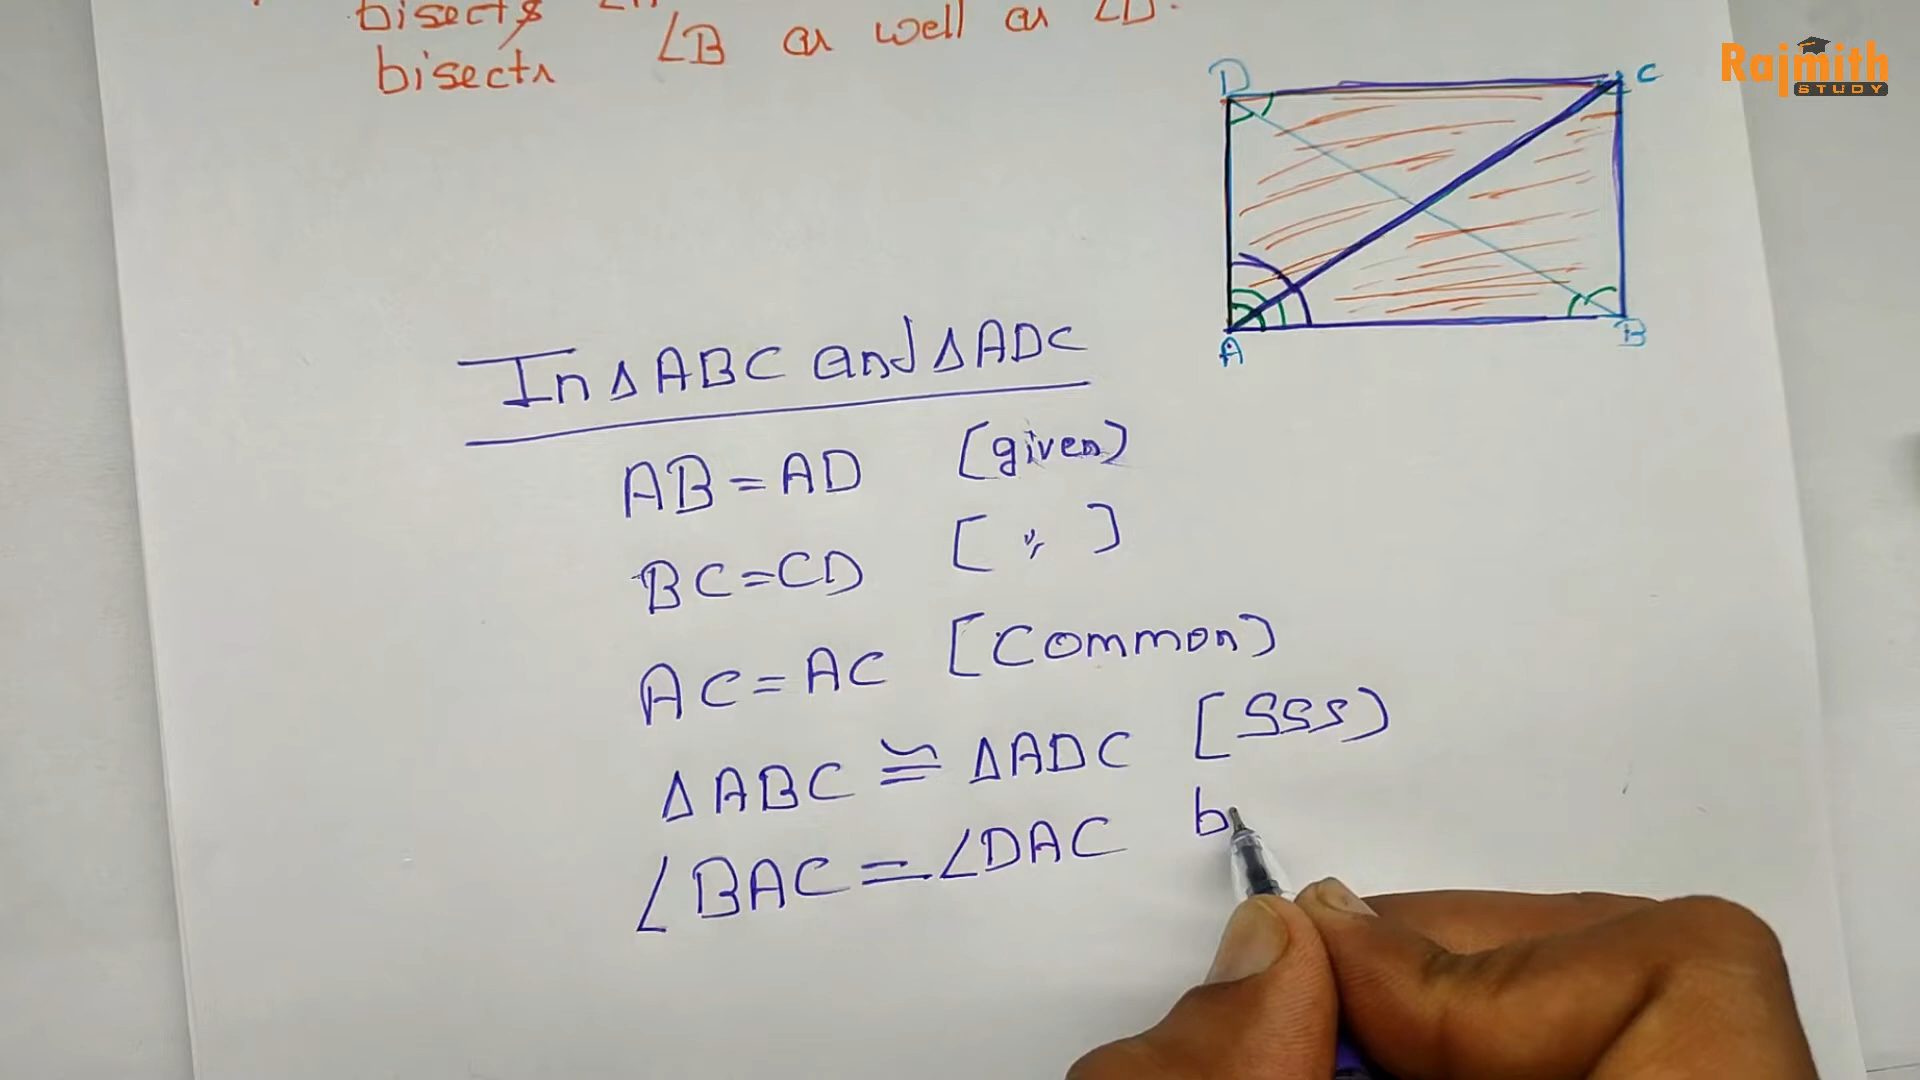 bisects
bisects ∠B as well as ∠D.
Rajmith
STUDY
D
C
A
B
In △ABC and △ADC
AB=AD [given)
BC=CD [ ,, ]
AC=AC [Common)
△ABC ≅ △ADC [SSS)
∠BAC=∠DAC b